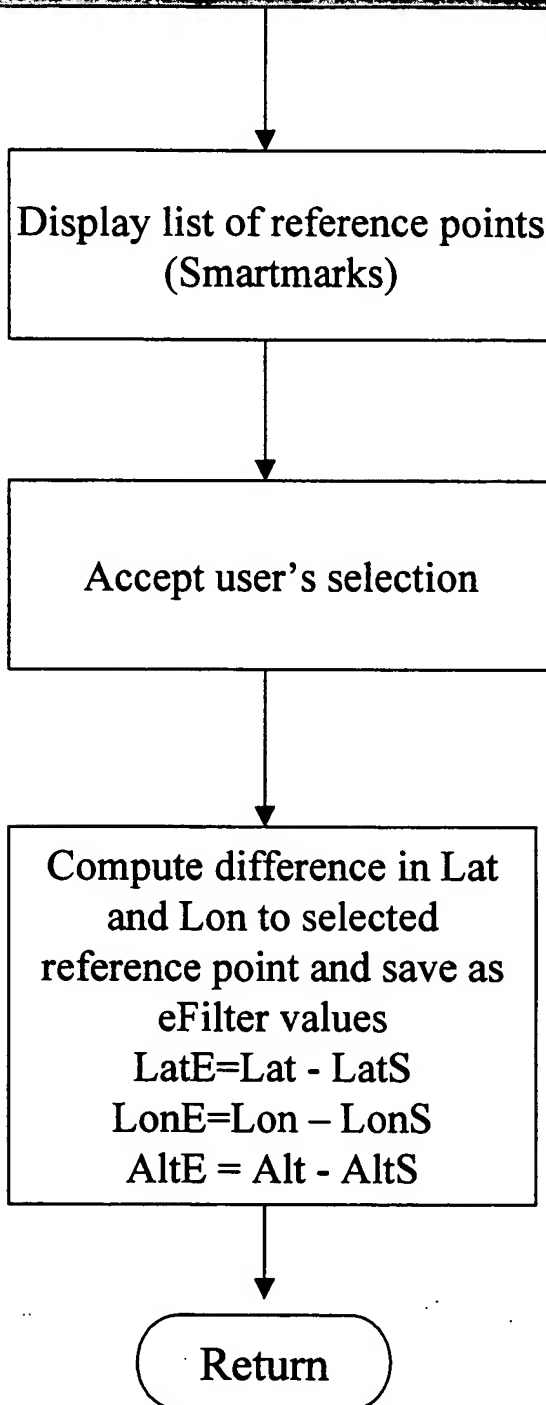 Display list of reference points
(Smartmarks)
Accept user's selection
Compute difference in Lat
and Lon to selected
reference point and save as
eFilter values
LatE=Lat - LatS
LonE=Lon – LonS
AltE = Alt - AltS
Return